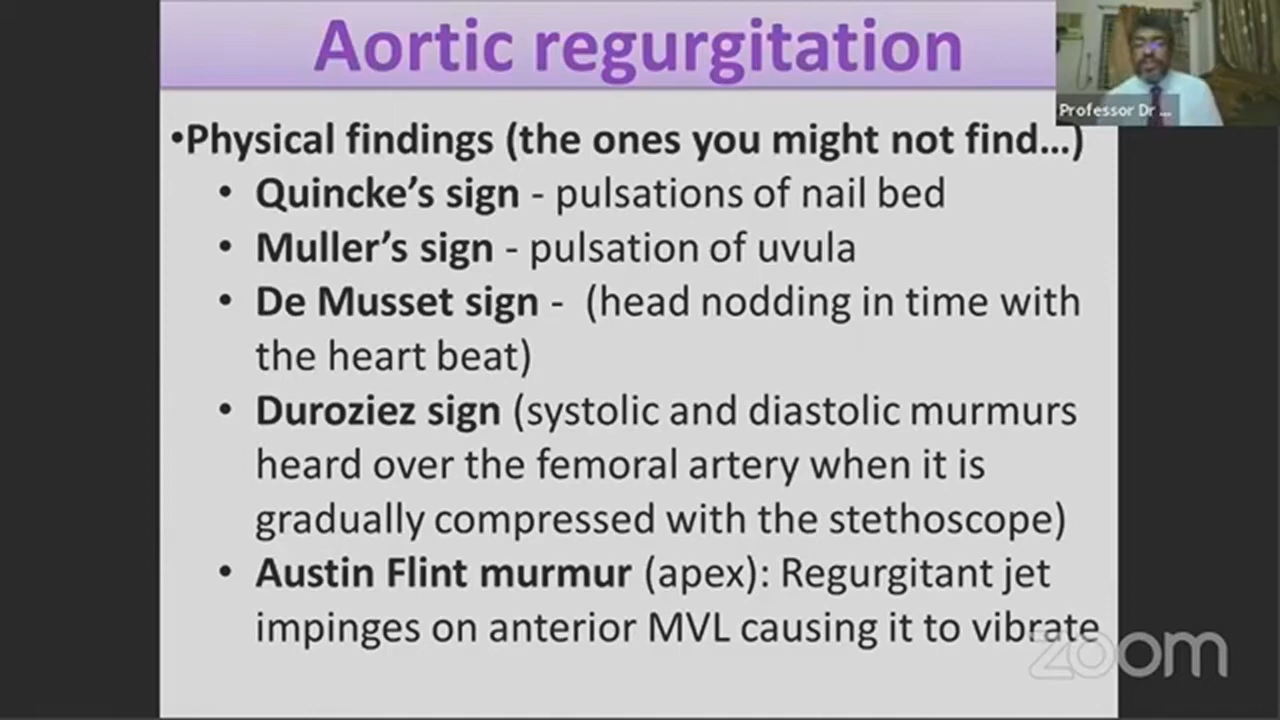 Aortic regurgitation
Professor Dr ...
•Physical findings (the ones you might not find...)
• Quincke's sign - pulsations of nail bed
• Muller's sign - pulsation of uvula
• De Musset sign - (head nodding in time with
the heart beat)
• Duroziez sign (systolic and diastolic murmurs
heard over the femoral artery when it is
gradually compressed with the stethoscope)
• Austin Flint murmur (apex): Regurgitant jet
impinges on anterior MVL causing it to vibrate
zoom